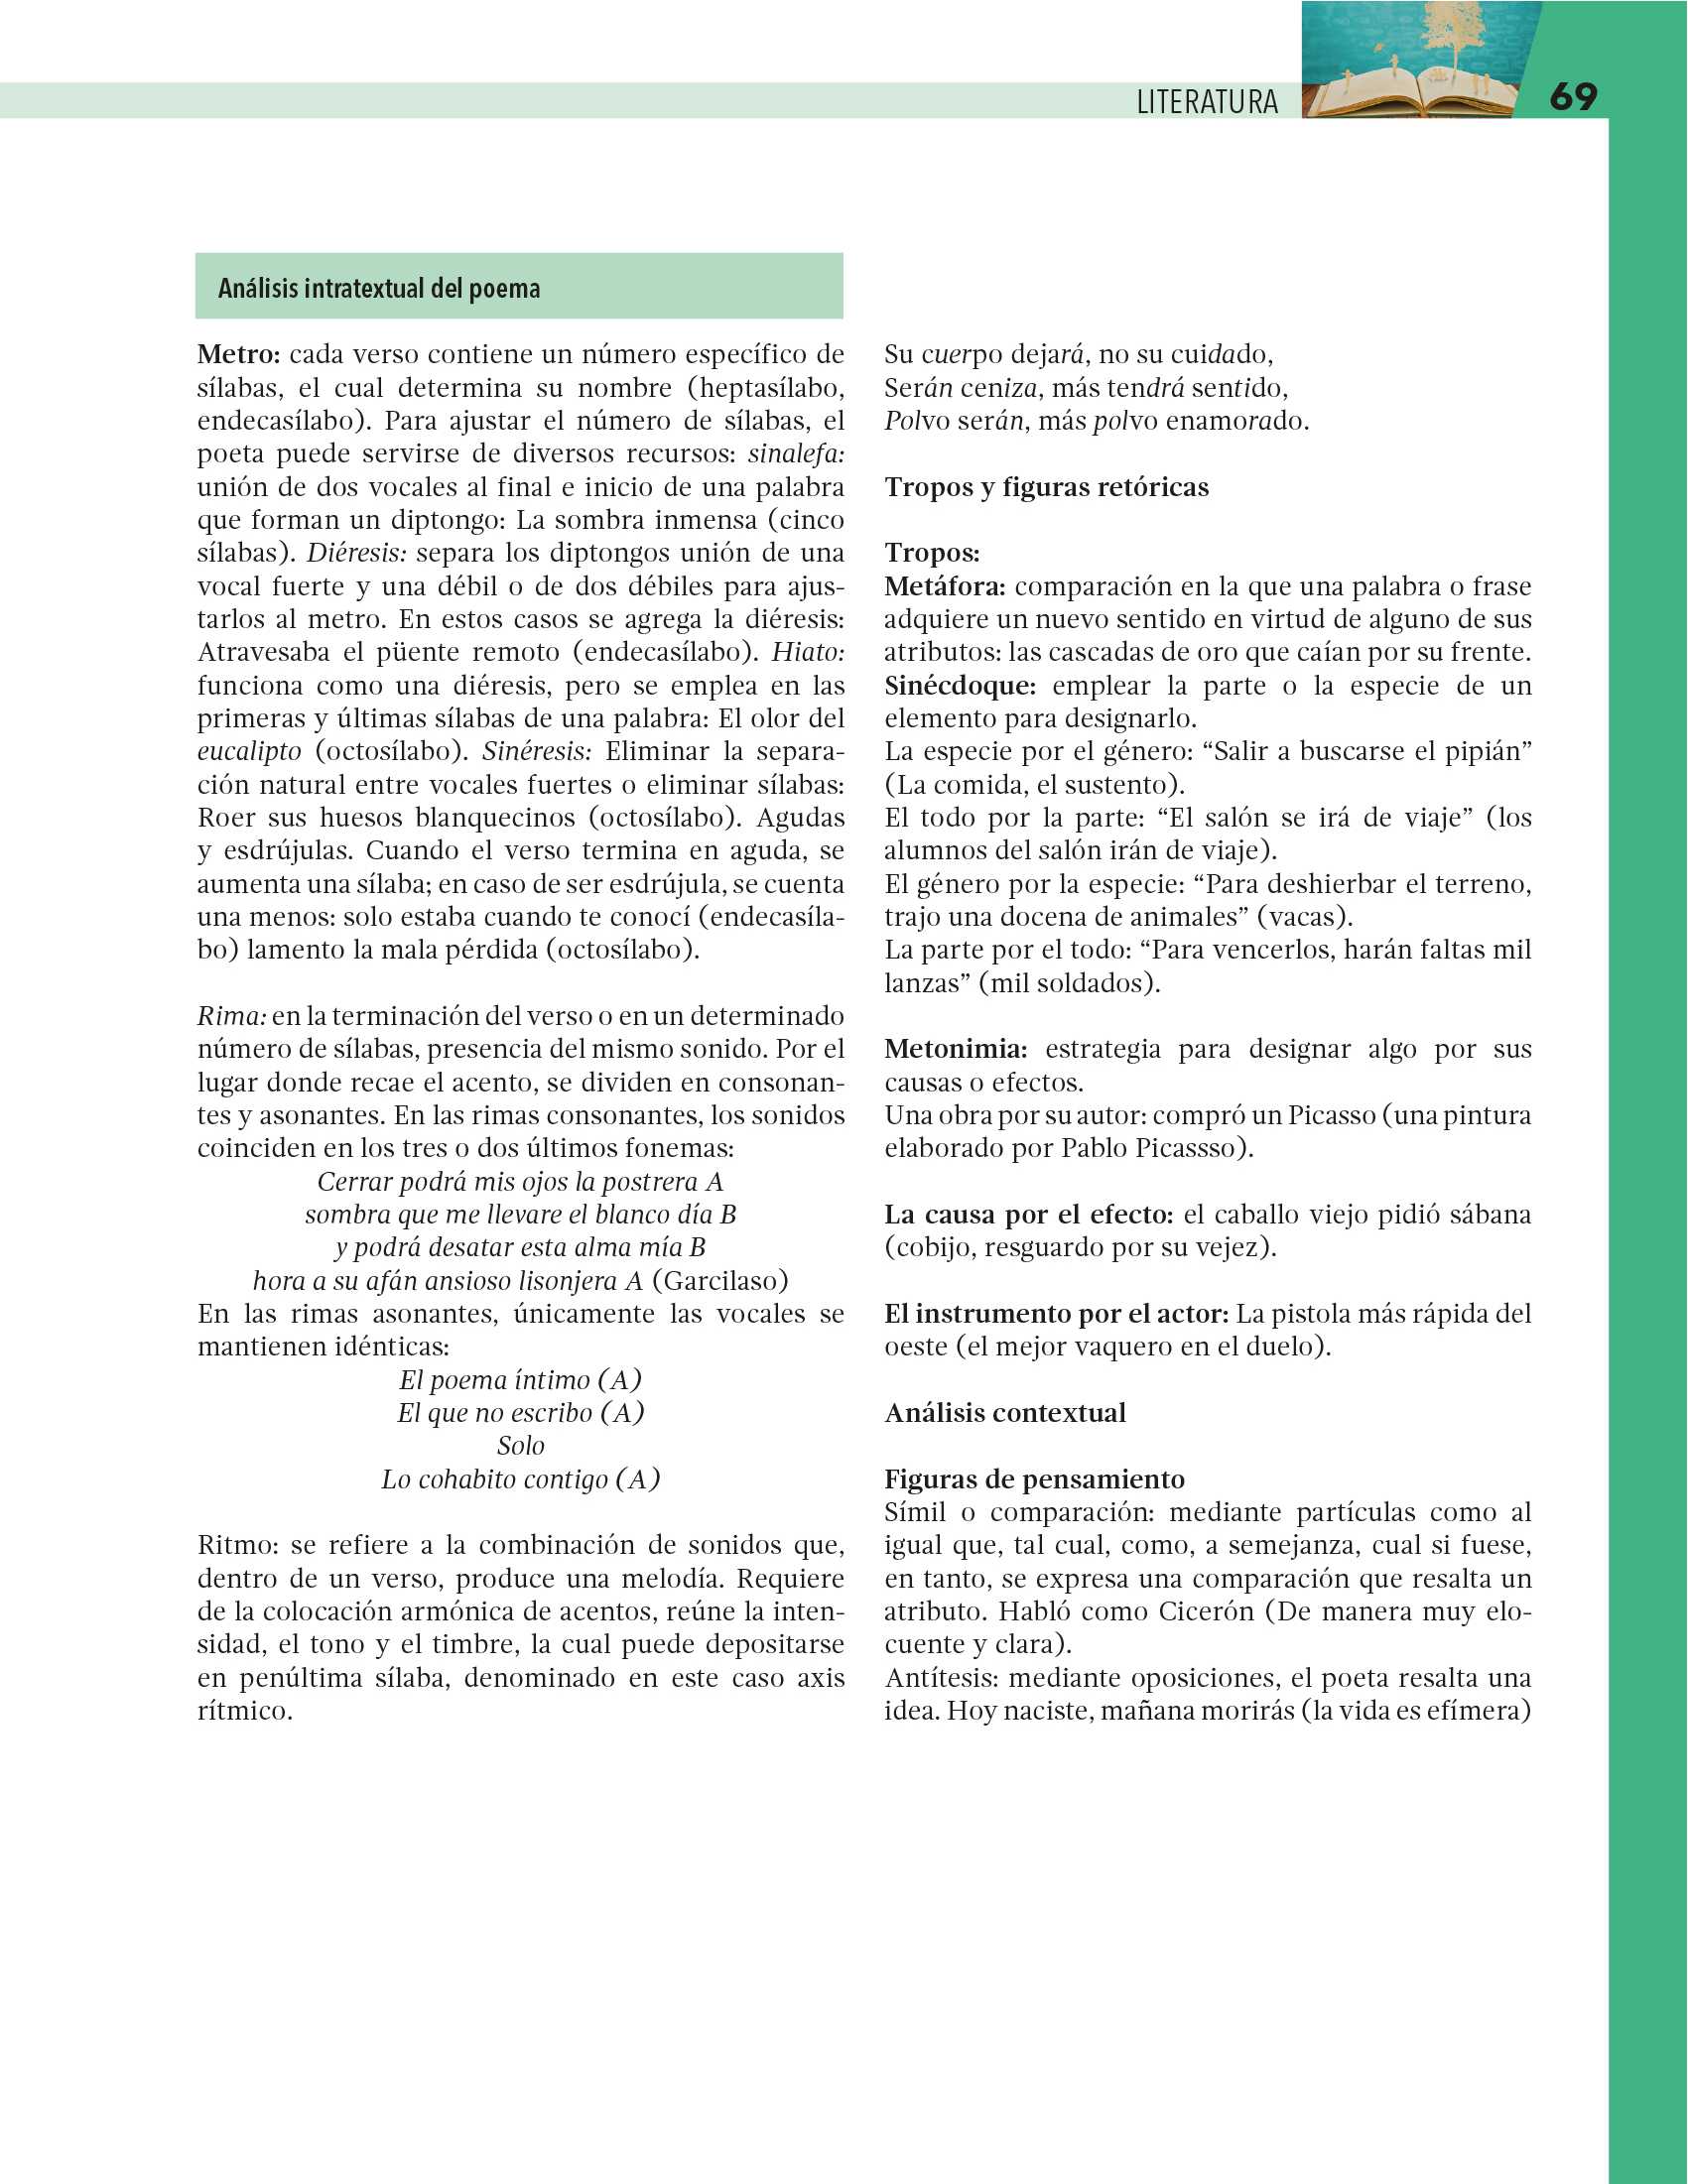 LITERATURA
69
Análisis intratextual del poema
Metro: cada verso contiene un número específico de
sílabas, el cual determina su nombre (heptasílabo,
endecasílabo). Para ajustar el número de sílabas, el
poeta puede servirse de diversos recursos: sinalefa:
unión de dos vocales al final e inicio de una palabra
que forman un diptongo: La sombra inmensa (cinco
sílabas). Diéresis: separa los diptongos unión de una
vocal fuerte y una débil o de dos débiles para ajus-
tarlos al metro. En estos casos se agrega la diéresis:
Atravesaba el püente remoto (endecasílabo). Hiato:
funciona como una diéresis, pero se emplea en las
primeras y últimas sílabas de una palabra: El olor del
eucalipto (octosílabo). Sinéresis: Eliminar la separa-
ción natural entre vocales fuertes o eliminar sílabas:
Roer sus huesos blanquecinos (octosílabo). Agudas
y esdrújulas. Cuando el verso termina en aguda, se
aumenta una sílaba; en caso de ser esdrújula, se cuenta
una menos: solo estaba cuando te conocí (endecasíla-
bo) lamento la mala pérdida (octosílabo).
Rima: en la terminación del verso o en un determinado
número de sílabas, presencia del mismo sonido. Por el
lugar donde recae el acento, se dividen en consonan-
tes y asonantes. En las rimas consonantes, los sonidos
coinciden en los tres o dos últimos fonemas:
Cerrar podrá mis ojos la postrera A
sombra que me llevare el blanco día B
y podrá desatar esta alma mía B
hora a su afán ansioso lisonjera A (Garcilaso)
En las rimas asonantes, únicamente las vocales se
mantienen idénticas:
El poema íntimo (A)
El que no escribo (A)
Solo
Lo cohabito contigo (A)
Ritmo: se refiere a la combinación de sonidos que,
dentro de un verso, produce una melodía. Requiere
de la colocación armónica de acentos, reúne la inten-
sidad, el tono y el timbre, la cual puede depositarse
en penúltima sílaba, denominado en este caso axis
rítmico.
Su cuerpo dejará, no su cuidado,
Serán ceniza, más tendrá sentido,
Polvo serán, más polvo enamorado.
Tropos y figuras retóricas
Tropos:
Metáfora: comparación en la que una palabra o frase
adquiere un nuevo sentido en virtud de alguno de sus
atributos: las cascadas de oro que caían por su frente.
Sinécdoque: emplear la parte o la especie de un
elemento para designarlo.
La especie por el género: “Salir a buscarse el pipián”
(La comida, el sustento).
El todo por la parte: “El salón se irá de viaje” (los
alumnos del salón irán de viaje).
El género por la especie: “Para deshierbar el terreno,
trajo una docena de animales” (vacas).
La parte por el todo: “Para vencerlos, harán faltas mil
lanzas” (mil soldados).
Metonimia: estrategia para designar algo por sus
causas o efectos.
Una obra por su autor: compró un Picasso (una pintura
elaborado por Pablo Picassso).
La causa por el efecto: el caballo viejo pidió sábana
(cobijo, resguardo por su vejez).
El instrumento por el actor: La pistola más rápida del
oeste (el mejor vaquero en el duelo).
Análisis contextual
Figuras de pensamiento
Símil o comparación: mediante partículas como al
igual que, tal cual, como, a semejanza, cual si fuese,
en tanto, se expresa una comparación que resalta un
atributo. Habló como Cicerón (De manera muy elo-
cuente y clara).
Antítesis: mediante oposiciones, el poeta resalta una
idea. Hoy naciste, mañana morirás (la vida es efímera)